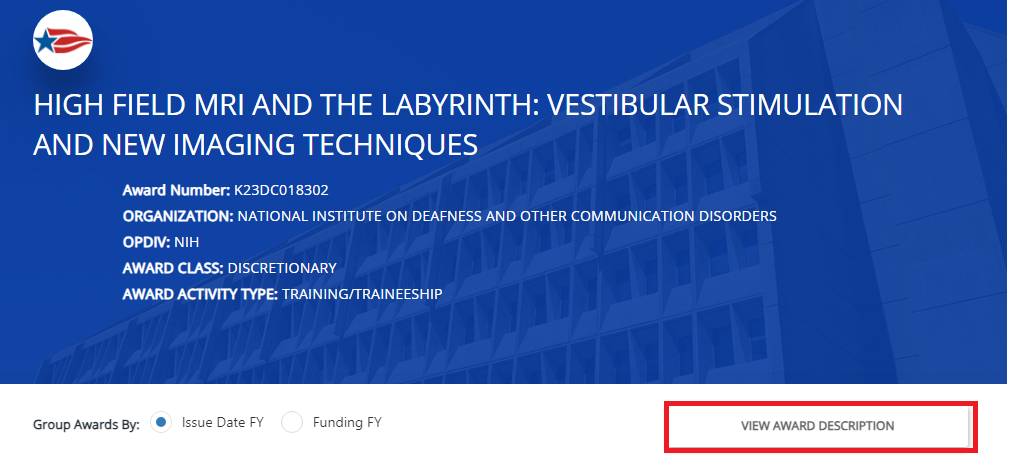 HIGH FIELD MRI AND THE LABYRINTH: VESTIBULAR STIMULATION
AND NEW IMAGING TECHNIQUES
Award Number: K23DC018302
ORGANIZATION: NATIONAL INSTITUTE ON DEAFNESS AND OTHER COMMUNICATION DISORDERS
OPDIV: NIH
AWARD CLASS: DISCRETIONARY
AWARD ACTIVITY TYPE: TRAINING/TRAINEESHIP
Group Awards By: Issue Date FY Funding FY
VIEW AWARD DESCRIPTION